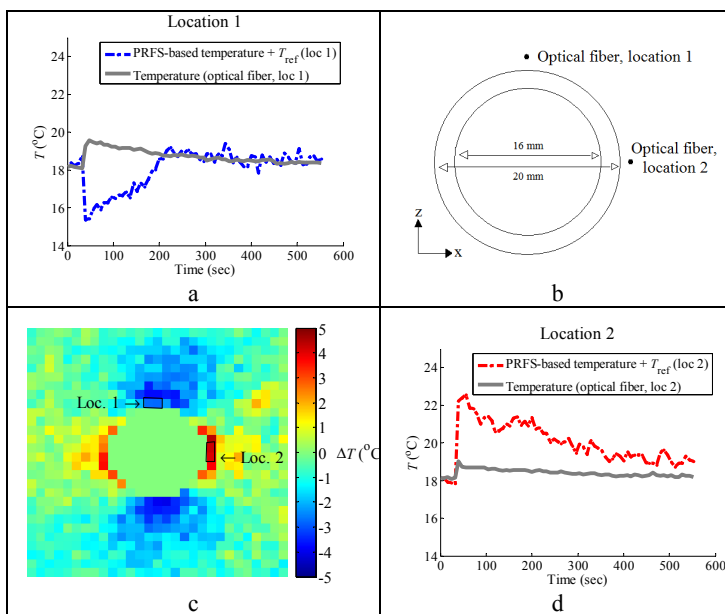 Location 1
PRFS-based temperature + T_ref (loc 1)
Temperature (optical fiber, loc 1)
T (°C)
24
22
20
18
16
14
0 100 200 300 400 500 600
Time (sec)
a
Optical fiber, location 1
Optical fiber,
location 2
16 mm
20 mm
z
x
b
Loc. 1
Loc. 2
5
4
3
2
1
0
-1
-2
-3
-4
-5
ΔT (°C)
c
Location 2
PRFS-based temperature + T_ref (loc 2)
Temperature (optical fiber, loc 2)
T (°C)
24
22
20
18
16
14
0 100 200 300 400 500 600
Time (sec)
d